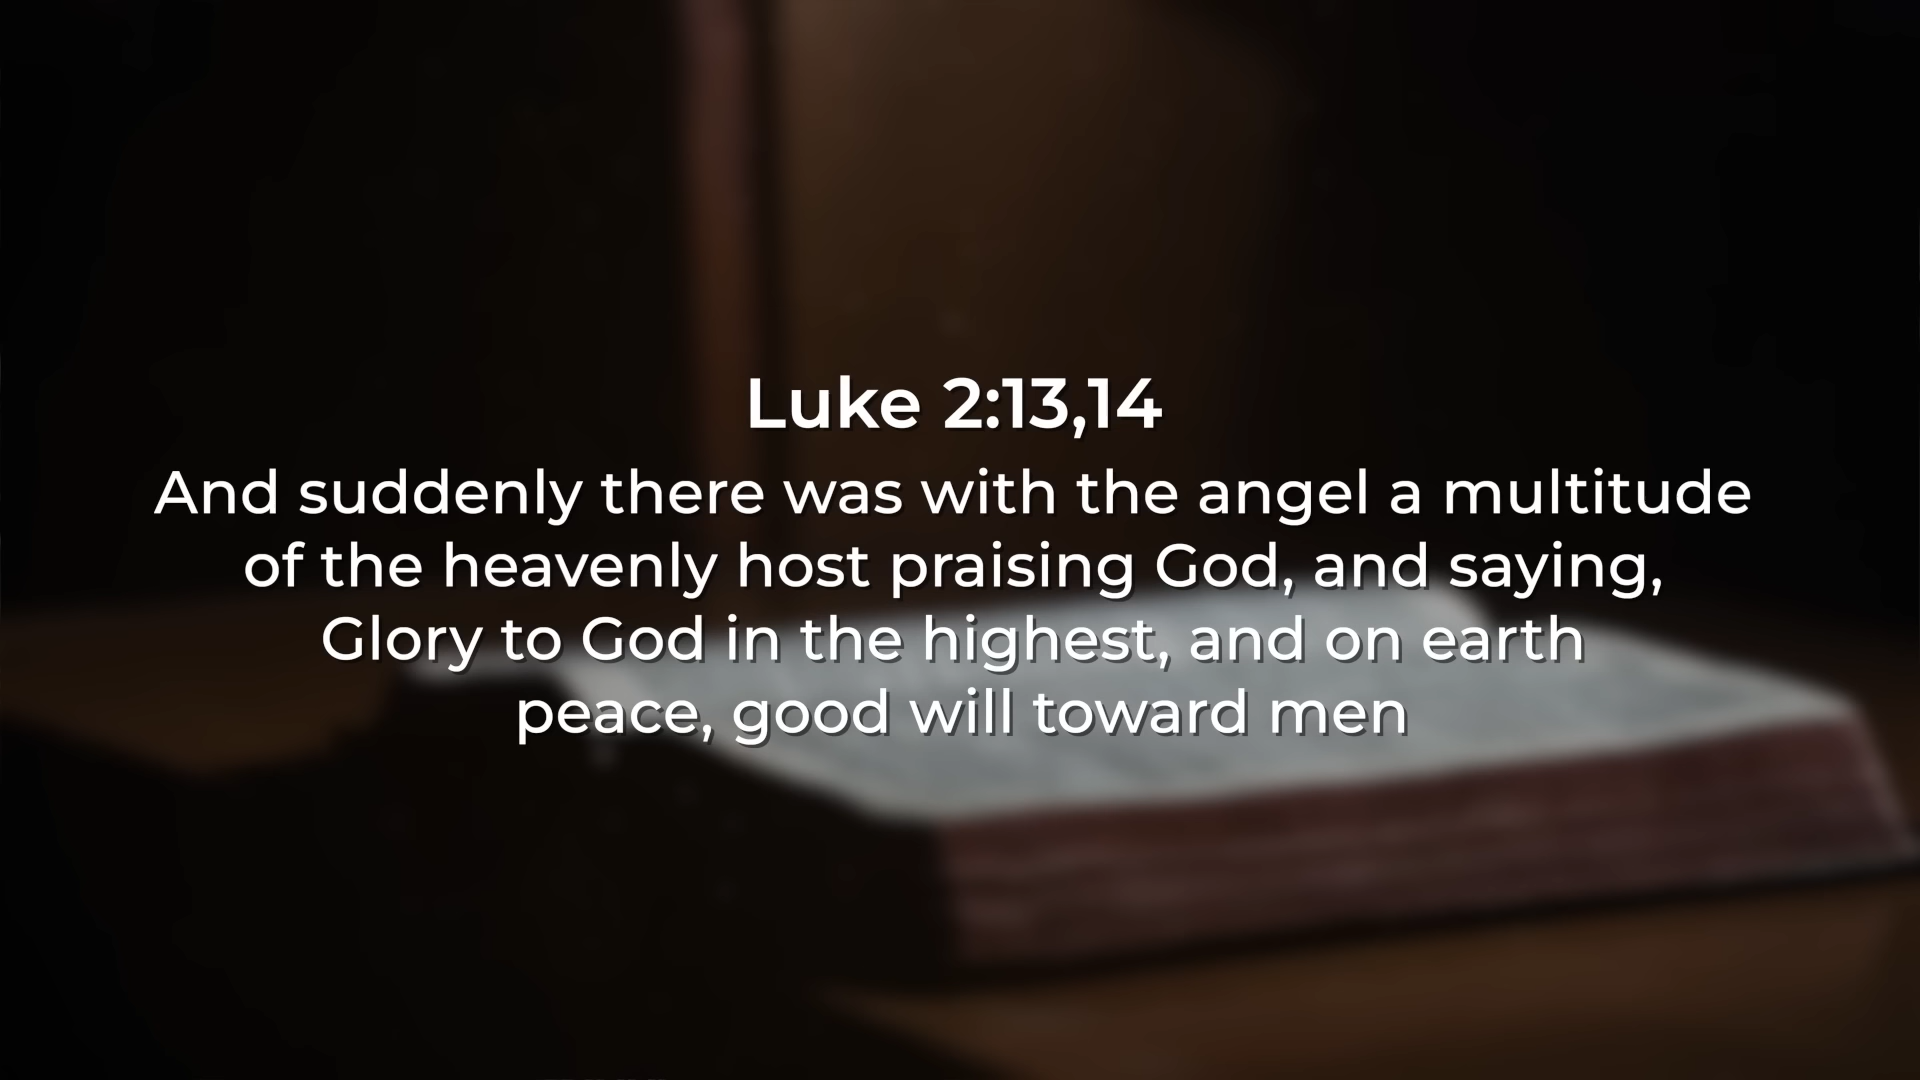 Luke 2:13,14
And suddenly there was with the angel a multitude
of the heavenly host praising God, and saying,
Glory to God in the highest, and on earth
peace, good will toward men